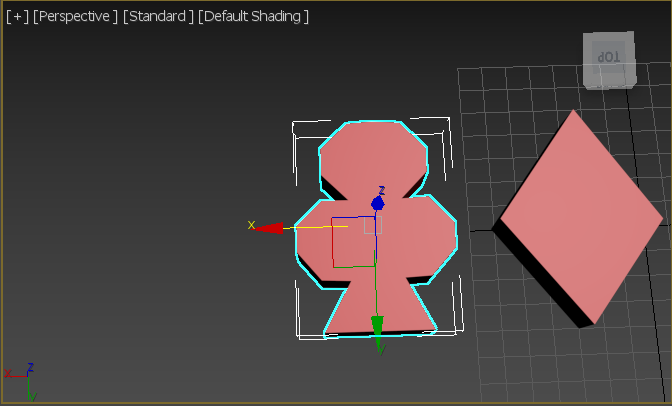 [+] [Perspective ] [Standard ] [Default Shading ]
TOP
z
x
y
z
x
y